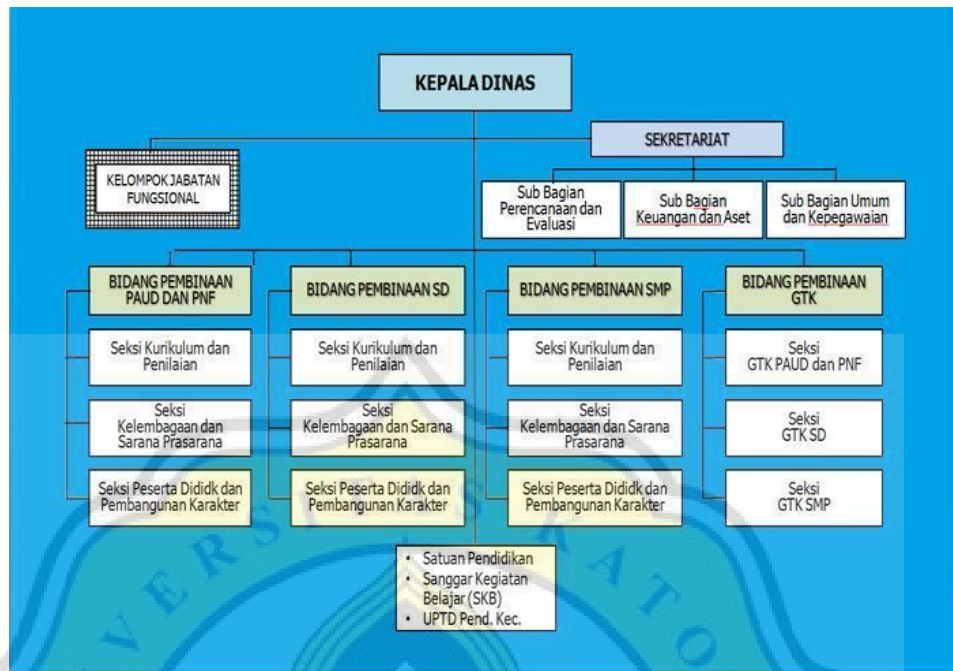 KEPALA DINAS
SEKRETARIAT
KELOMPOK JABATAN
FUNGSIONAL
Sub Bagian
Perencanaan dan
Evaluasi
Sub Bagian
Keuangan dan Aset
Sub Bagian Umum
dan Kepegawaian
BIDANG PEMBINAAN
PAUD DAN PNF
Seksi Kurikulum dan
Penilaian
Seksi
Kelembagaan dan
Sarana Prasarana
Seksi Peserta Dididk dan
Pembangunan Karakter
BIDANG PEMBINAAN SD
Seksi Kurikulum dan
Penilaian
Seksi
Kelembagaan dan Sarana
Prasarana
Seksi Peserta Dididk dan
Pembangunan Karakter
BIDANG PEMBINAAN SMP
Seksi Kurikulum dan
Penilaian
Seksi
Kelembagaan dan Sarana
Prasarana
Seksi Peserta Dididk dan
Pembangunan Karakter
BIDANG PEMBINAAN
GTK
Seksi
GTK PAUD dan PNF
Seksi
GTK SD
Seksi
GTK SMP
• Satuan Pendidikan
• Sanggar Kegiatan
Belajar (SKB)
• UPTD Pend. Kec.